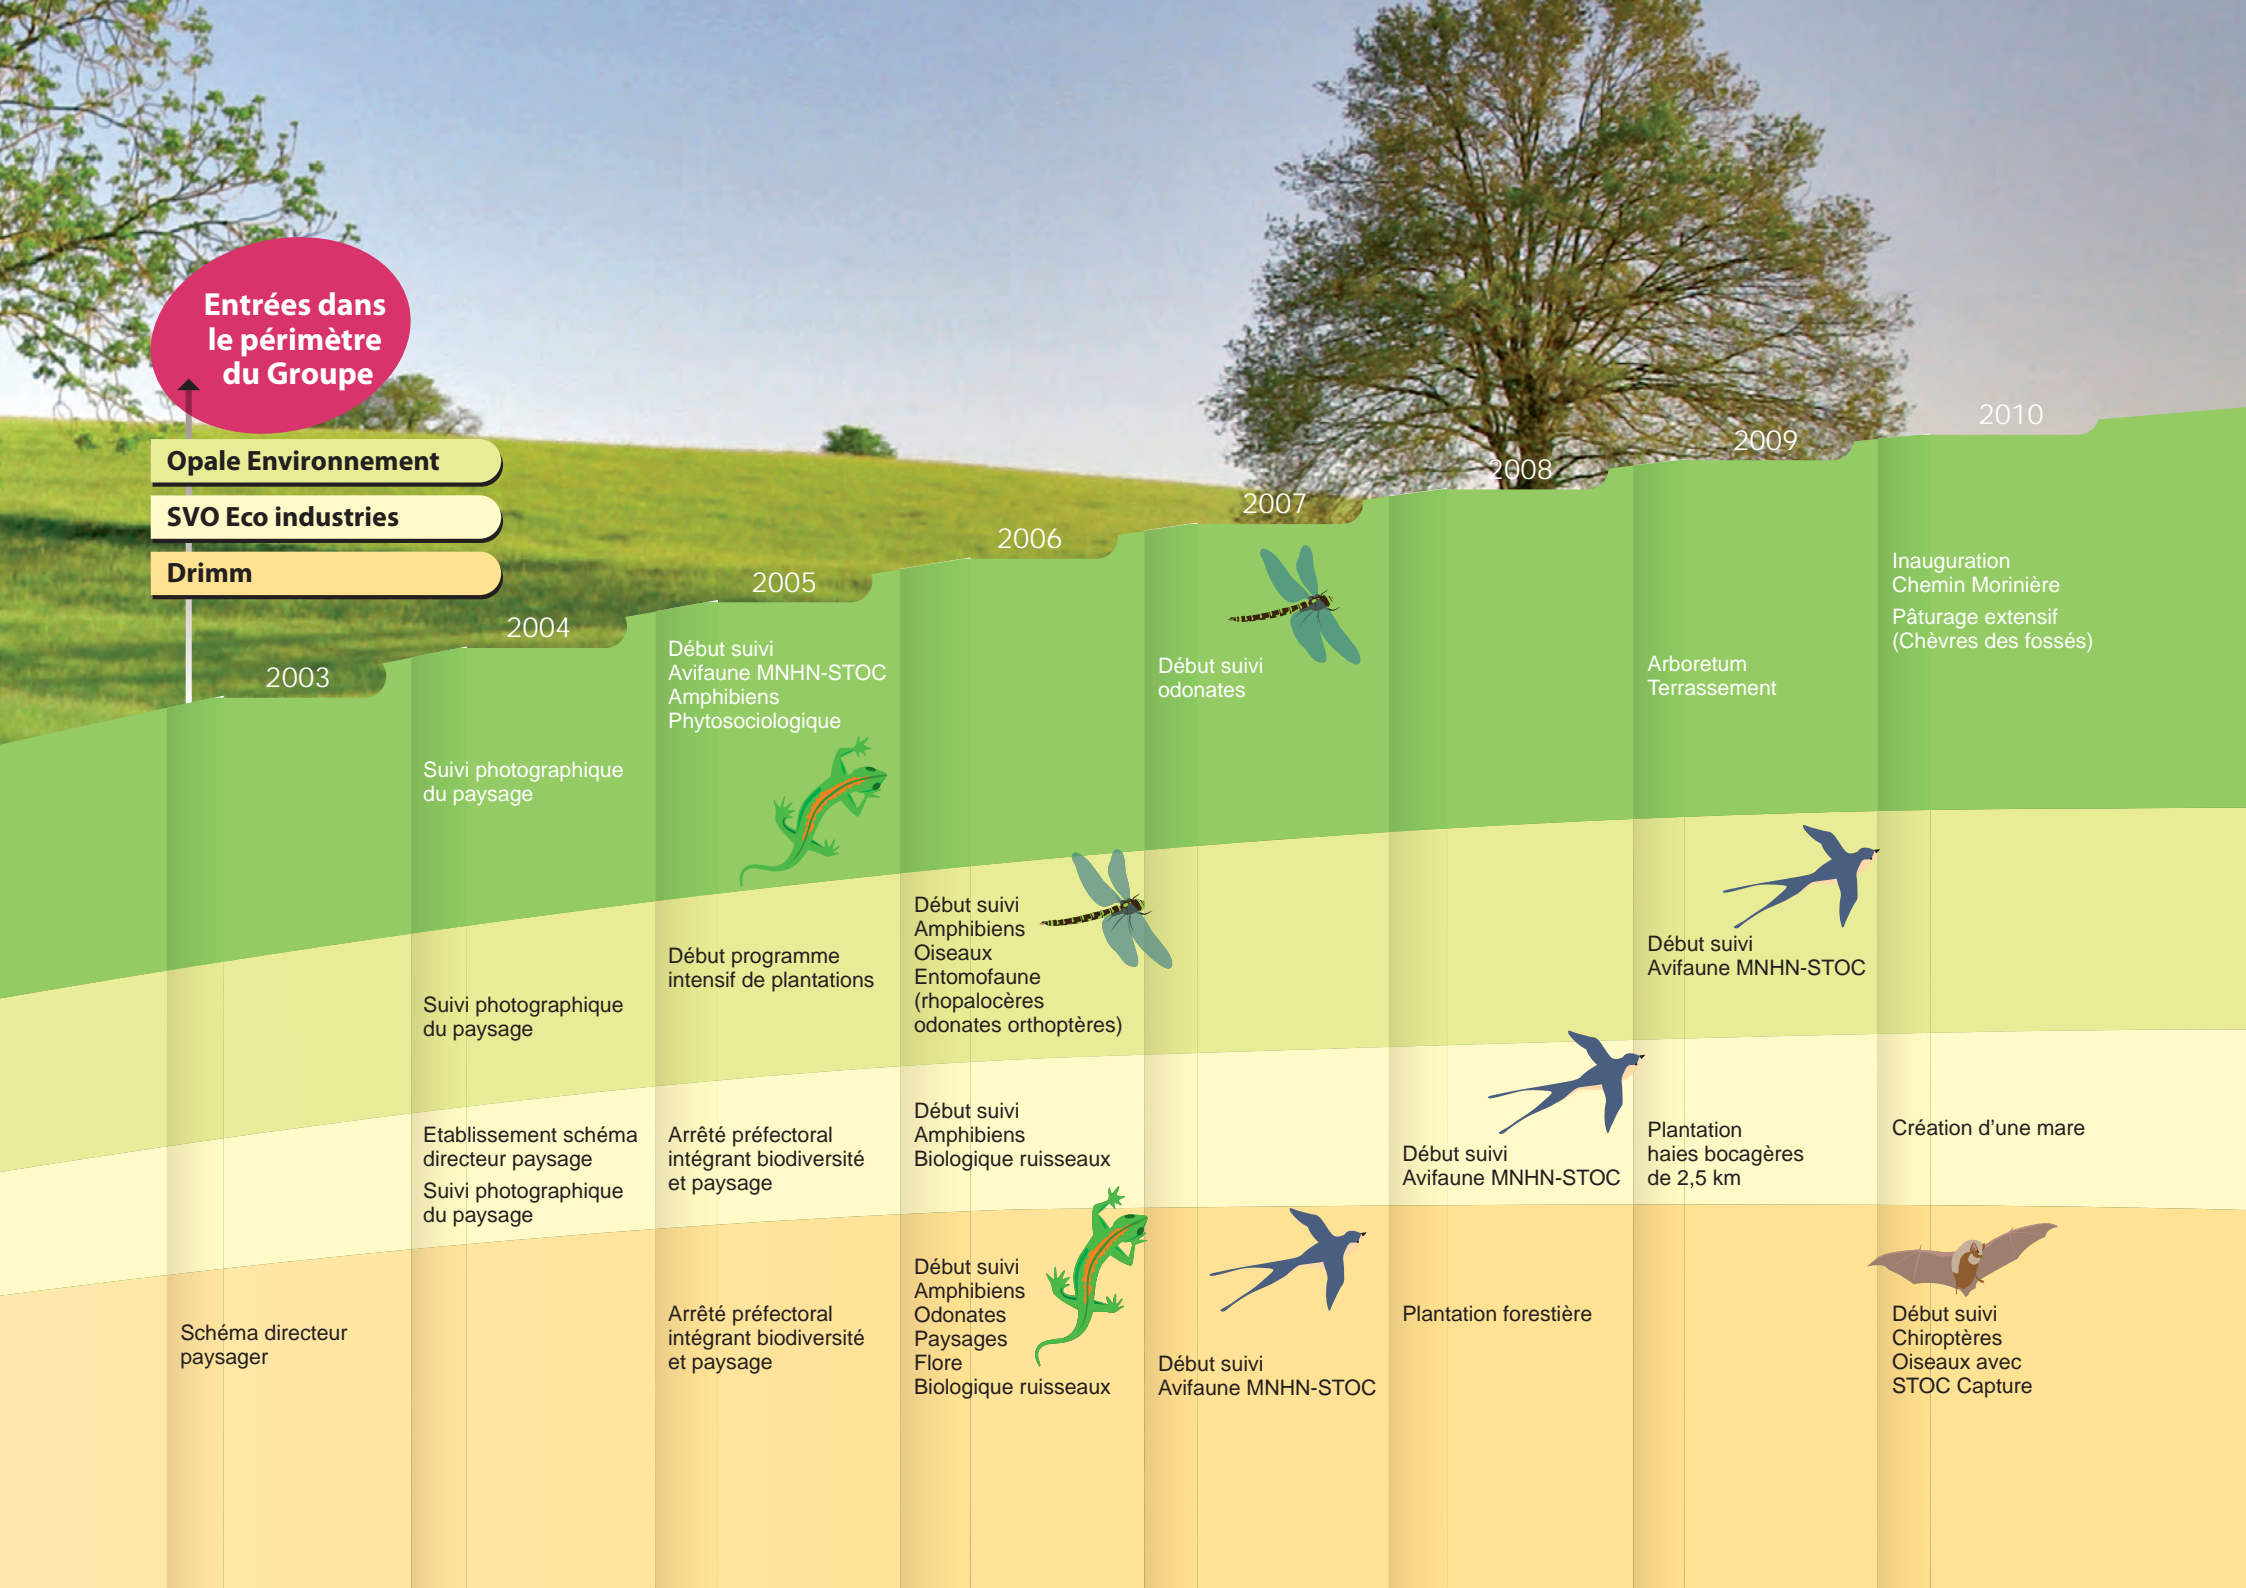 Entrées dans
le périmètre
du Groupe
Opale Environnement
SVO Eco industries
Drimm
2003
2004
2005
2006
2007
2008
2009
2010
Suivi photographique
du paysage
Début suivi
Avifaune MNHN-STOC
Amphibiens
Phytosociologique
Début suivi
odonates
Arboretum
Terrassement
Inauguration
Chemin Morinière
Pâturage extensif
(Chèvres des fossés)
Suivi photographique
du paysage
Début programme
intensif de plantations
Début suivi
Amphibiens
Oiseaux
Entomofaune
(rhopalocères
odonates orthoptères)
Début suivi
Avifaune MNHN-STOC
Etablissement schéma
directeur paysage
Suivi photographique
du paysage
Arrêté préfectoral
intégrant biodiversité
et paysage
Début suivi
Amphibiens
Biologique ruisseaux
Début suivi
Avifaune MNHN-STOC
Plantation
haies bocagères
de 2,5 km
Création d'une mare
Schéma directeur
paysager
Arrêté préfectoral
intégrant biodiversité
et paysage
Début suivi
Amphibiens
Odonates
Paysages
Flore
Biologique ruisseaux
Début suivi
Avifaune MNHN-STOC
Plantation forestière
Début suivi
Chiroptères
Oiseaux avec
STOC Capture